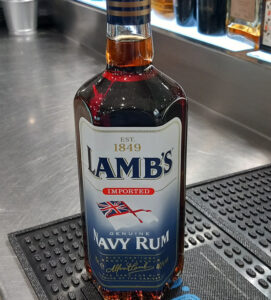 EST
1849
LAMB'S
IMPORTED
GENUINE
NAVY RUM